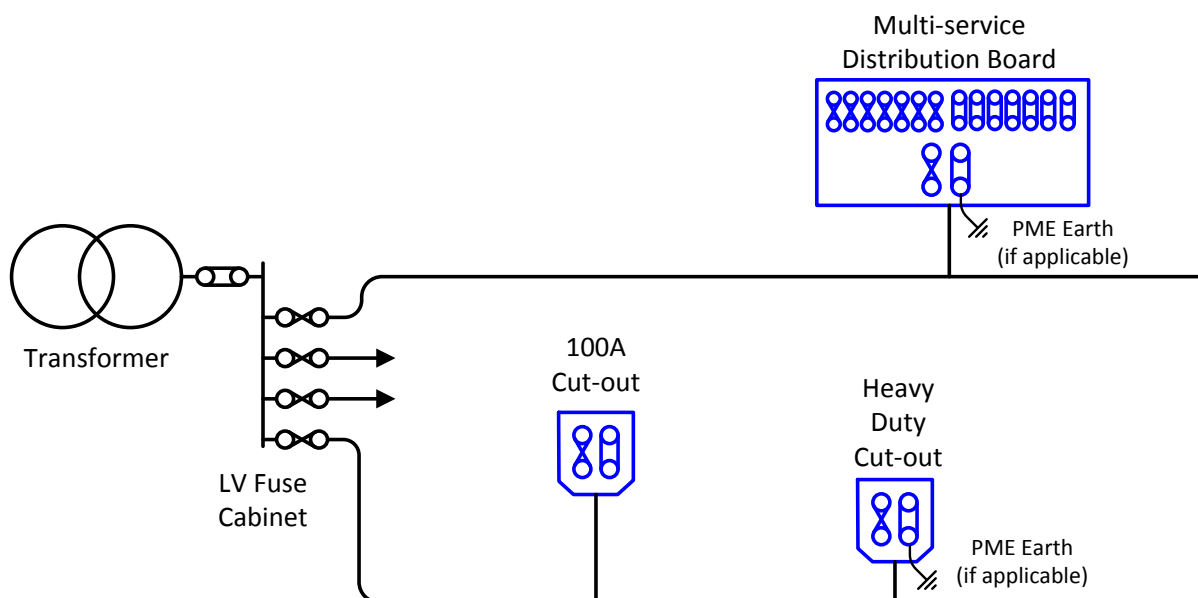 Multi-service
Distribution Board
PME Earth
(if applicable)
Transformer
100A
Cut-out
Heavy
Duty
Cut-out
LV Fuse
Cabinet
PME Earth
(if applicable)